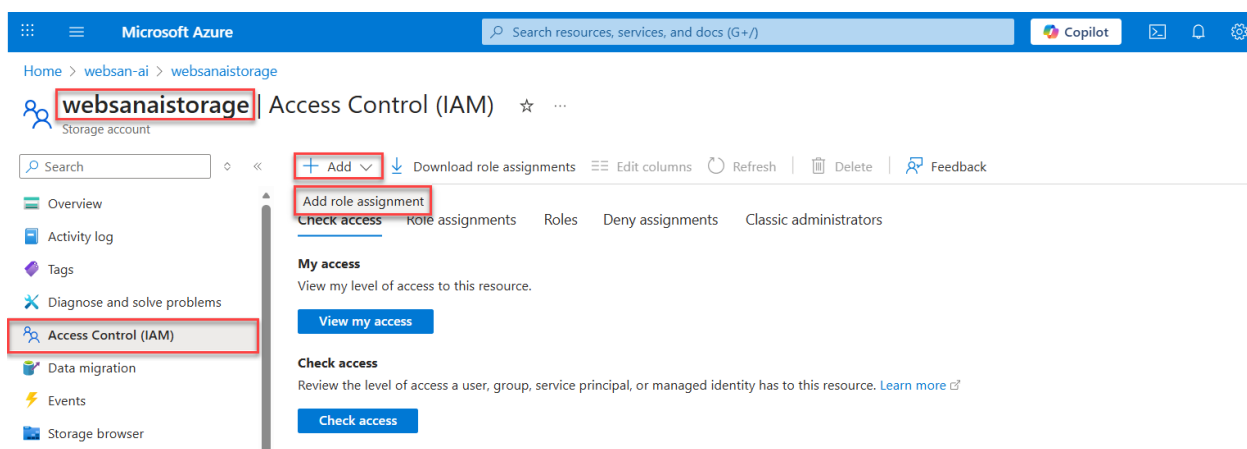 Microsoft Azure
Search resources, services, and docs (G+/)
Copilot
Home > websan-ai > websanaistorage
websanaistorage | Access Control (IAM)
Storage account
Search
Add
Download role assignments
Edit columns
Refresh
Delete
Feedback
Add role assignment
Overview
Activity log
Tags
Diagnose and solve problems
Access Control (IAM)
Data migration
Events
Storage browser
Check access
Role assignments
Roles
Deny assignments
Classic administrators
My access
View my level of access to this resource.
View my access
Check access
Review the level of access a user, group, service principal, or managed identity has to this resource. Learn more
Check access